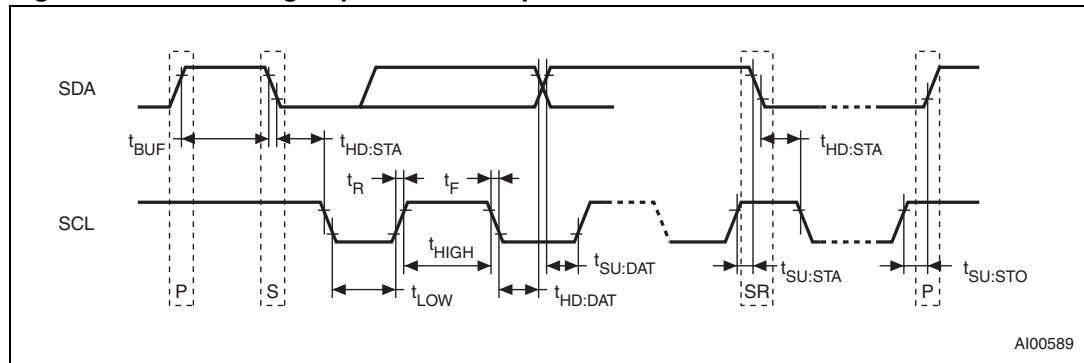 SDA
tBUF
tHD:STA
tHD:STA
tR
tF
SCL
tHIGH
tSU:DAT
tSU:STA
tSU:STO
tLOW
tHD:DAT
P
S
SR
P
AI00589